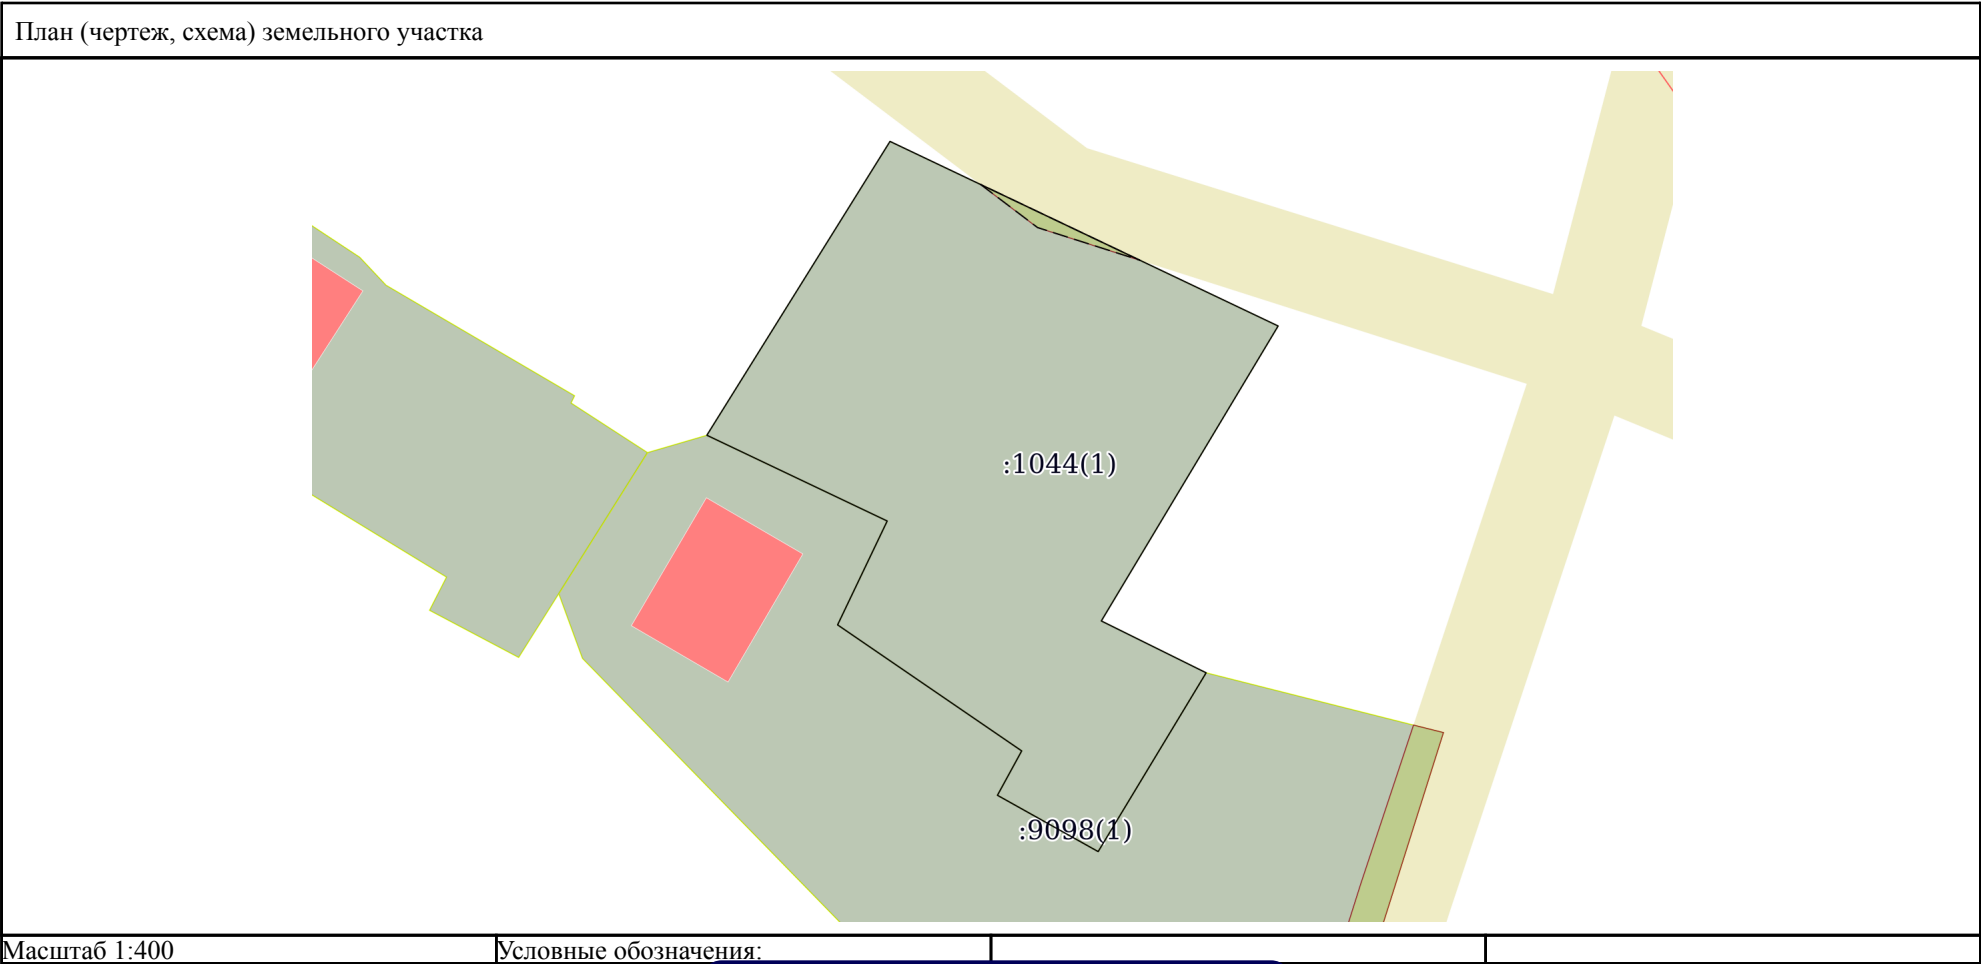 План (чертеж, схема) земельного участка
:1044(1)
:9098(1)
Масштаб 1:400
Условные обозначения: